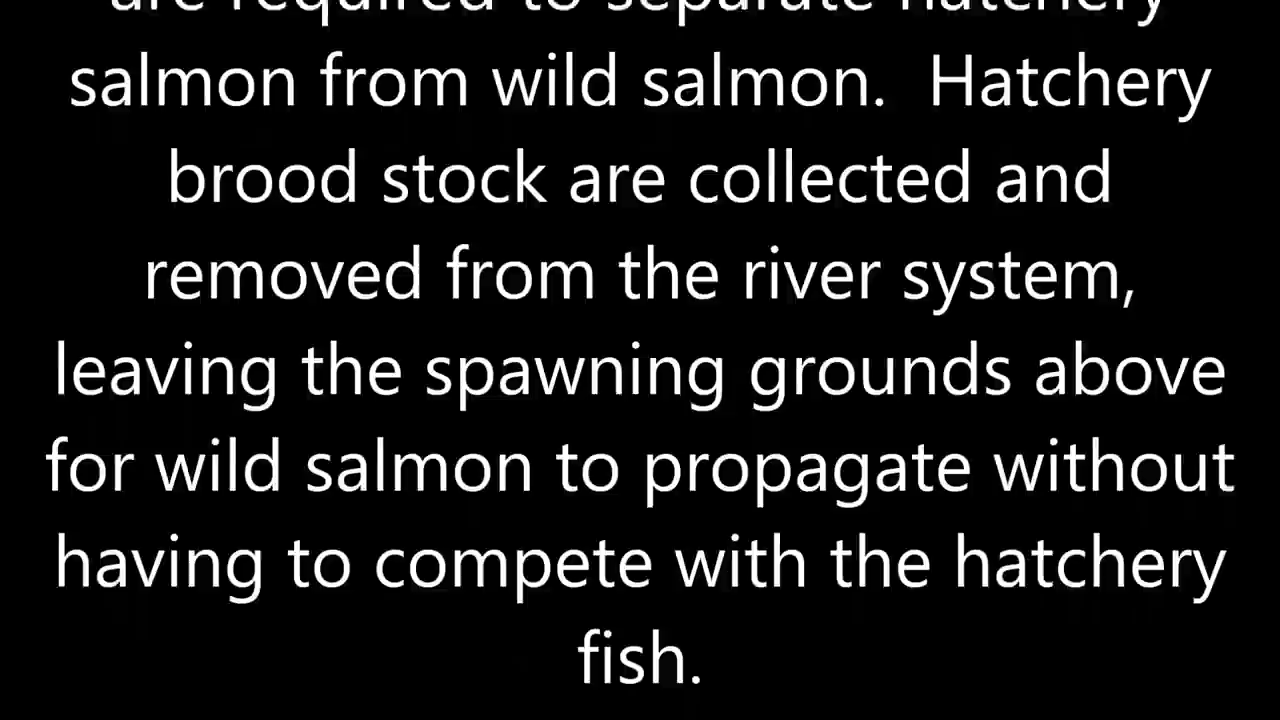 are required to separate hatchery
salmon from wild salmon.  Hatchery
brood stock are collected and
removed from the river system,
leaving the spawning grounds above
for wild salmon to propagate without
having to compete with the hatchery
fish.